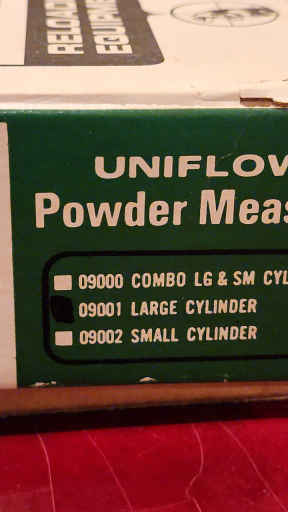 UNIFLOW
Powder Meas
09000 COMBO LG & SM CYL
09001 LARGE CYLINDER
09002 SMALL CYLINDER